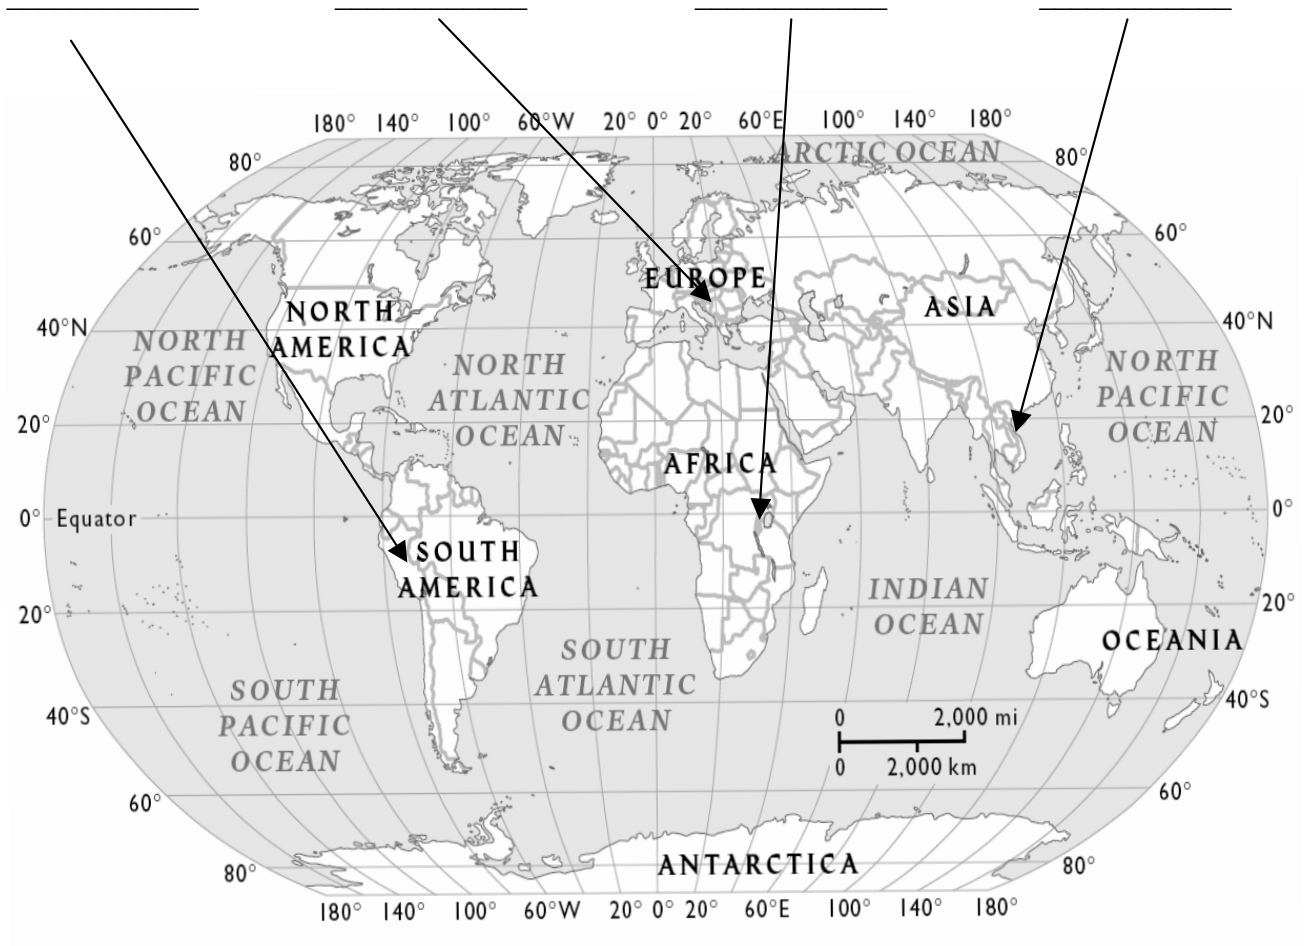 180° 140° 100° 60°W 20° 0° 20° 60°E 100° 140° 180°
ARCTIC OCEAN
80° 80°
60° 60°
EUROPE
NORTH AMERICA
ASIA
40°N 40°N
NORTH PACIFIC OCEAN
NORTH ATLANTIC OCEAN
NORTH PACIFIC OCEAN
20° 20°
AFRICA
0° Equator 0°
SOUTH AMERICA
INDIAN OCEAN
20° 20°
OCEANIA
SOUTH ATLANTIC OCEAN
SOUTH PACIFIC OCEAN
40°S 40°S
0 2,000 mi
0 2,000 km
60° 60°
ANTARCTICA
80° 80°
180° 140° 100° 60°W 20° 0° 20° 60°E 100° 140° 180°